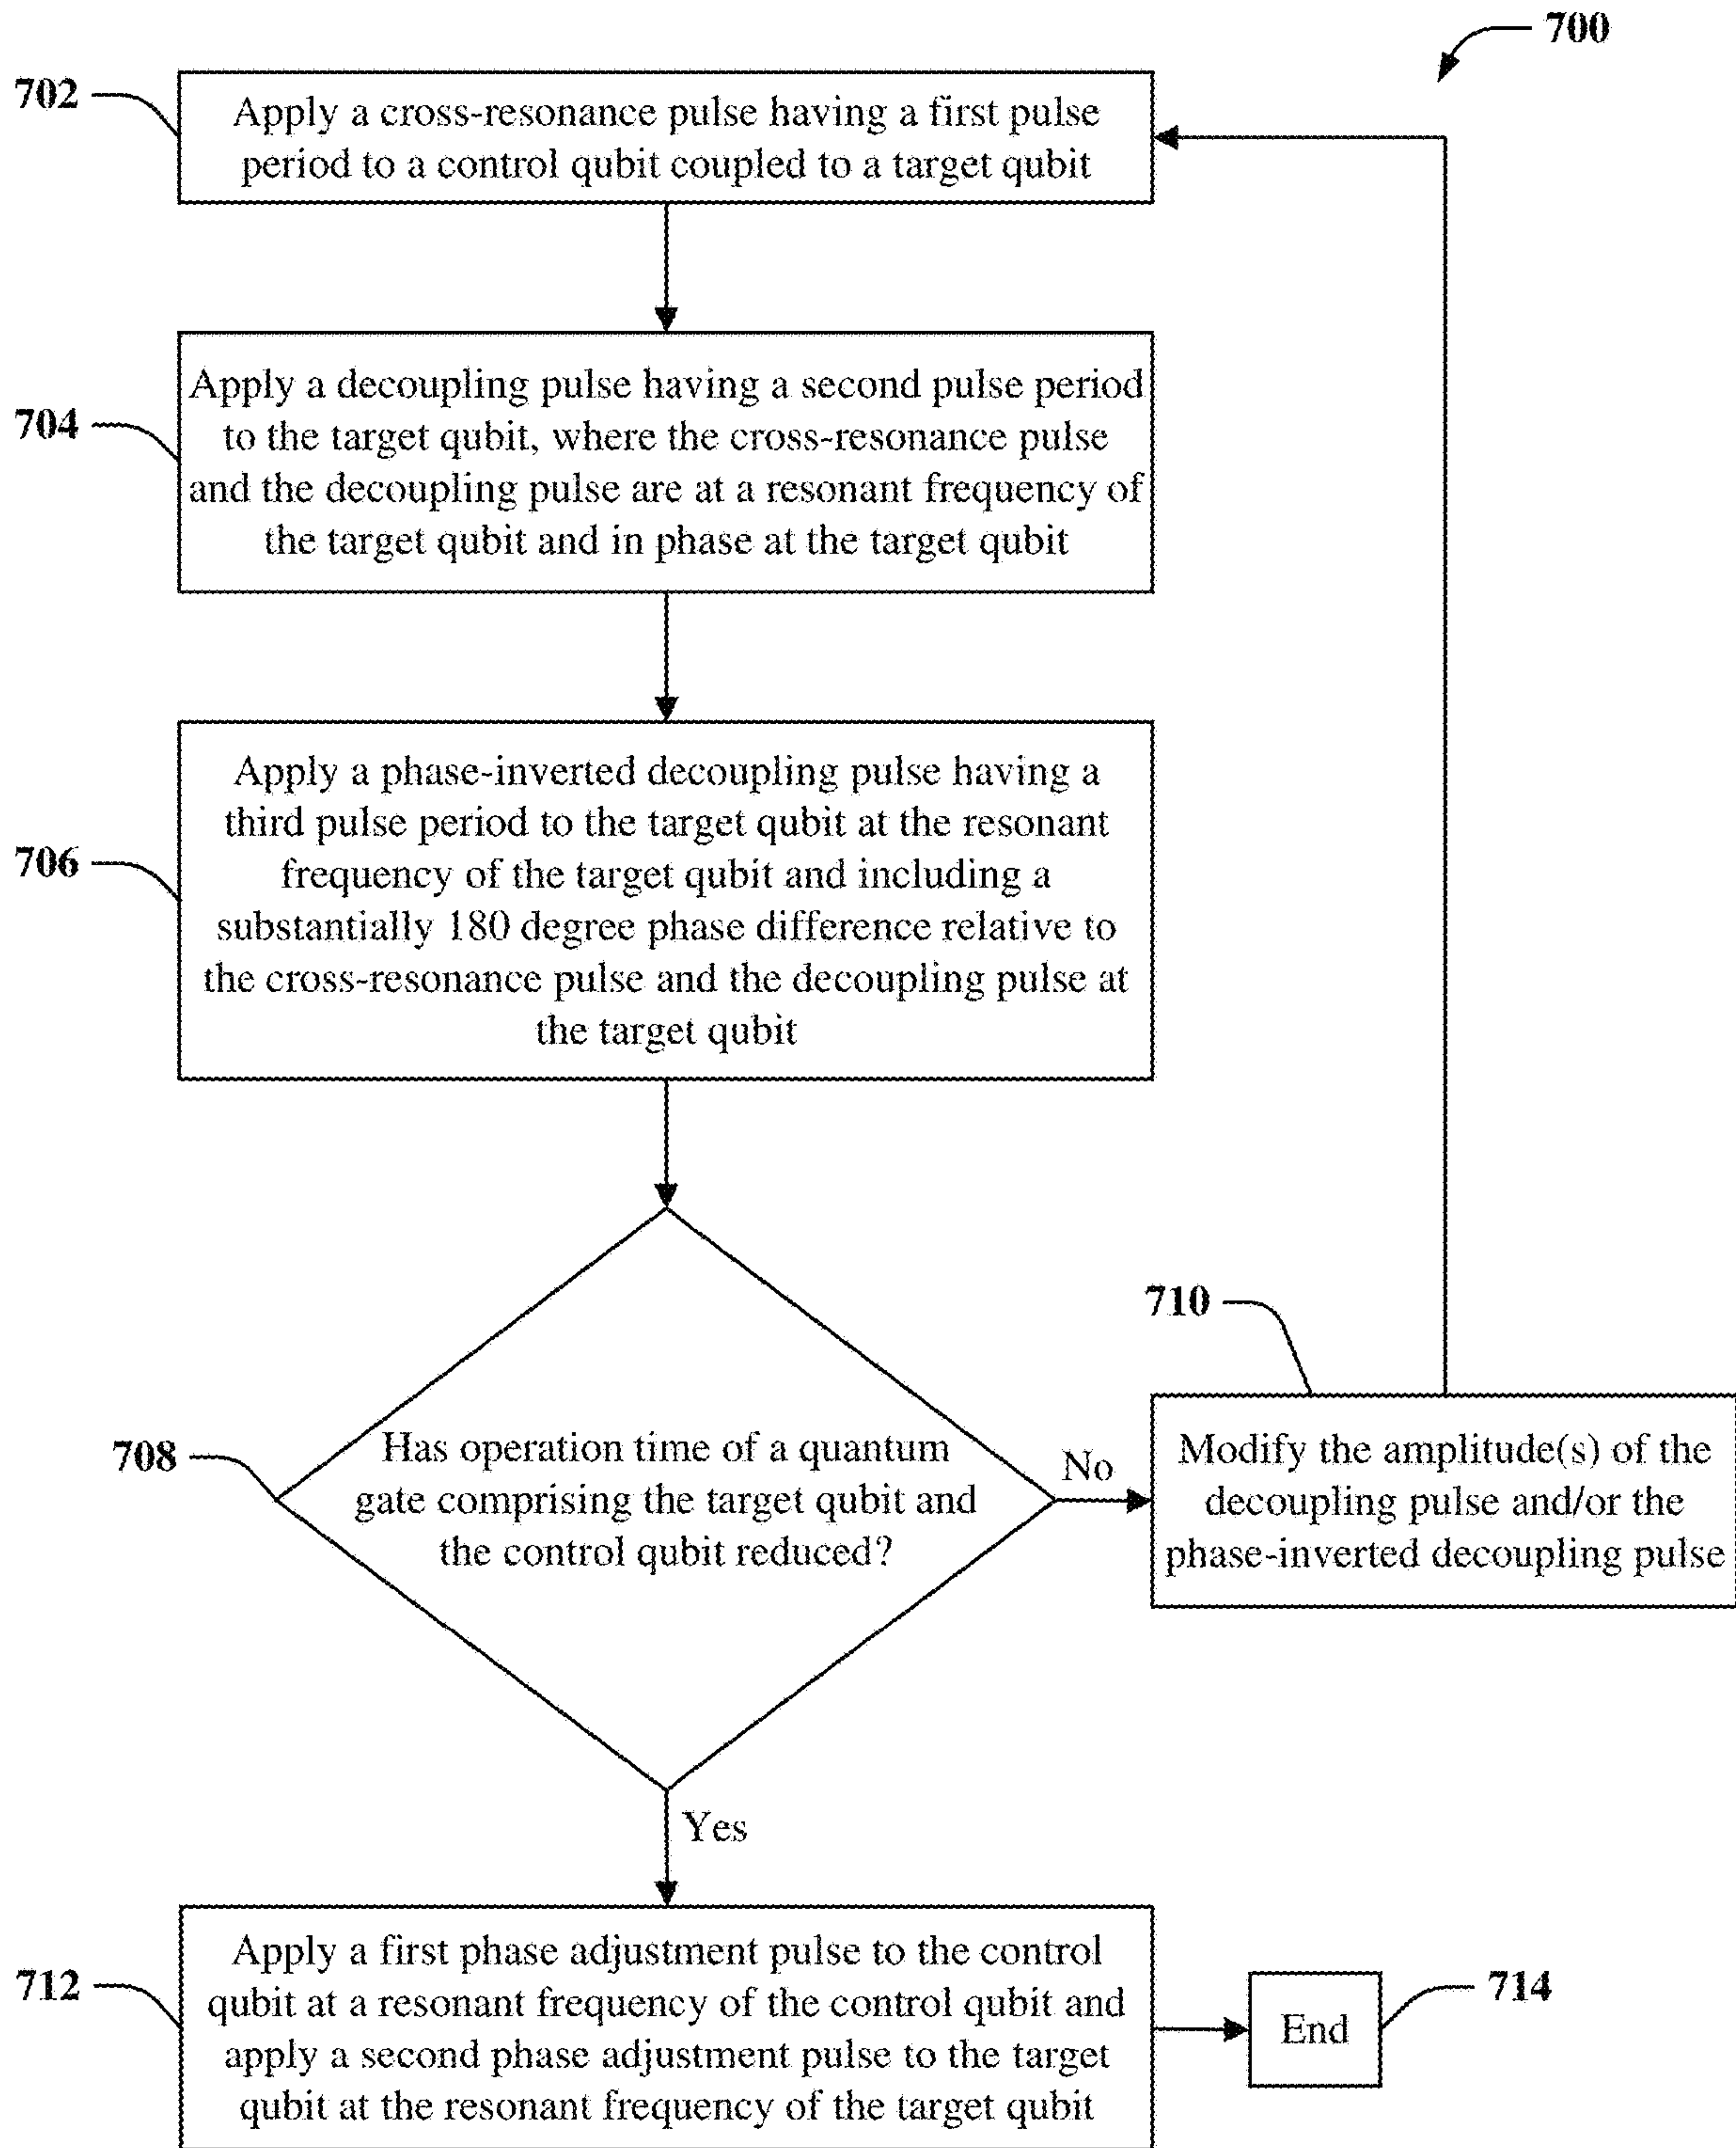 700
702
Apply a cross-resonance pulse having a first pulse
period to a control qubit coupled to a target qubit
704
Apply a decoupling pulse having a second pulse period
to the target qubit, where the cross-resonance pulse
and the decoupling pulse are at a resonant frequency of
the target qubit and in phase at the target qubit
706
Apply a phase-inverted decoupling pulse having a
third pulse period to the target qubit at the resonant
frequency of the target qubit and including a
substantially 180 degree phase difference relative to
the cross-resonance pulse and the decoupling pulse at
the target qubit
708
Has operation time of a quantum
gate comprising the target qubit and
the control qubit reduced?
No
710
Modify the amplitude(s) of the
decoupling pulse and/or the
phase-inverted decoupling pulse
Yes
712
Apply a first phase adjustment pulse to the control
qubit at a resonant frequency of the control qubit and
apply a second phase adjustment pulse to the target
qubit at the resonant frequency of the target qubit
End
714